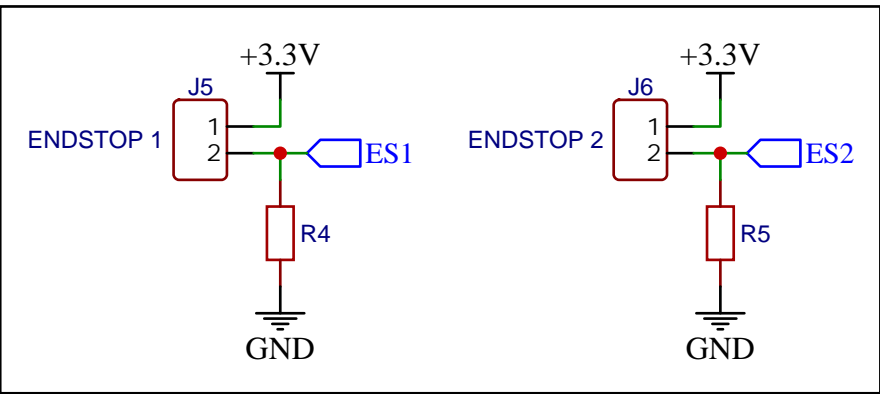 +3.3V
J5
ENDSTOP 1
1
2
ES1
R4
GND
+3.3V
J6
ENDSTOP 2
1
2
ES2
R5
GND